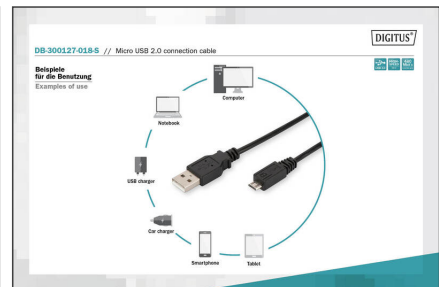 DIGITUS®
DB-300127-018-S // Micro USB 2.0 connection cable
Beispiele
für die Benutzung
Examples of use
Computer
Notebook
USB charger
Car charger
Smartphone
Tablet